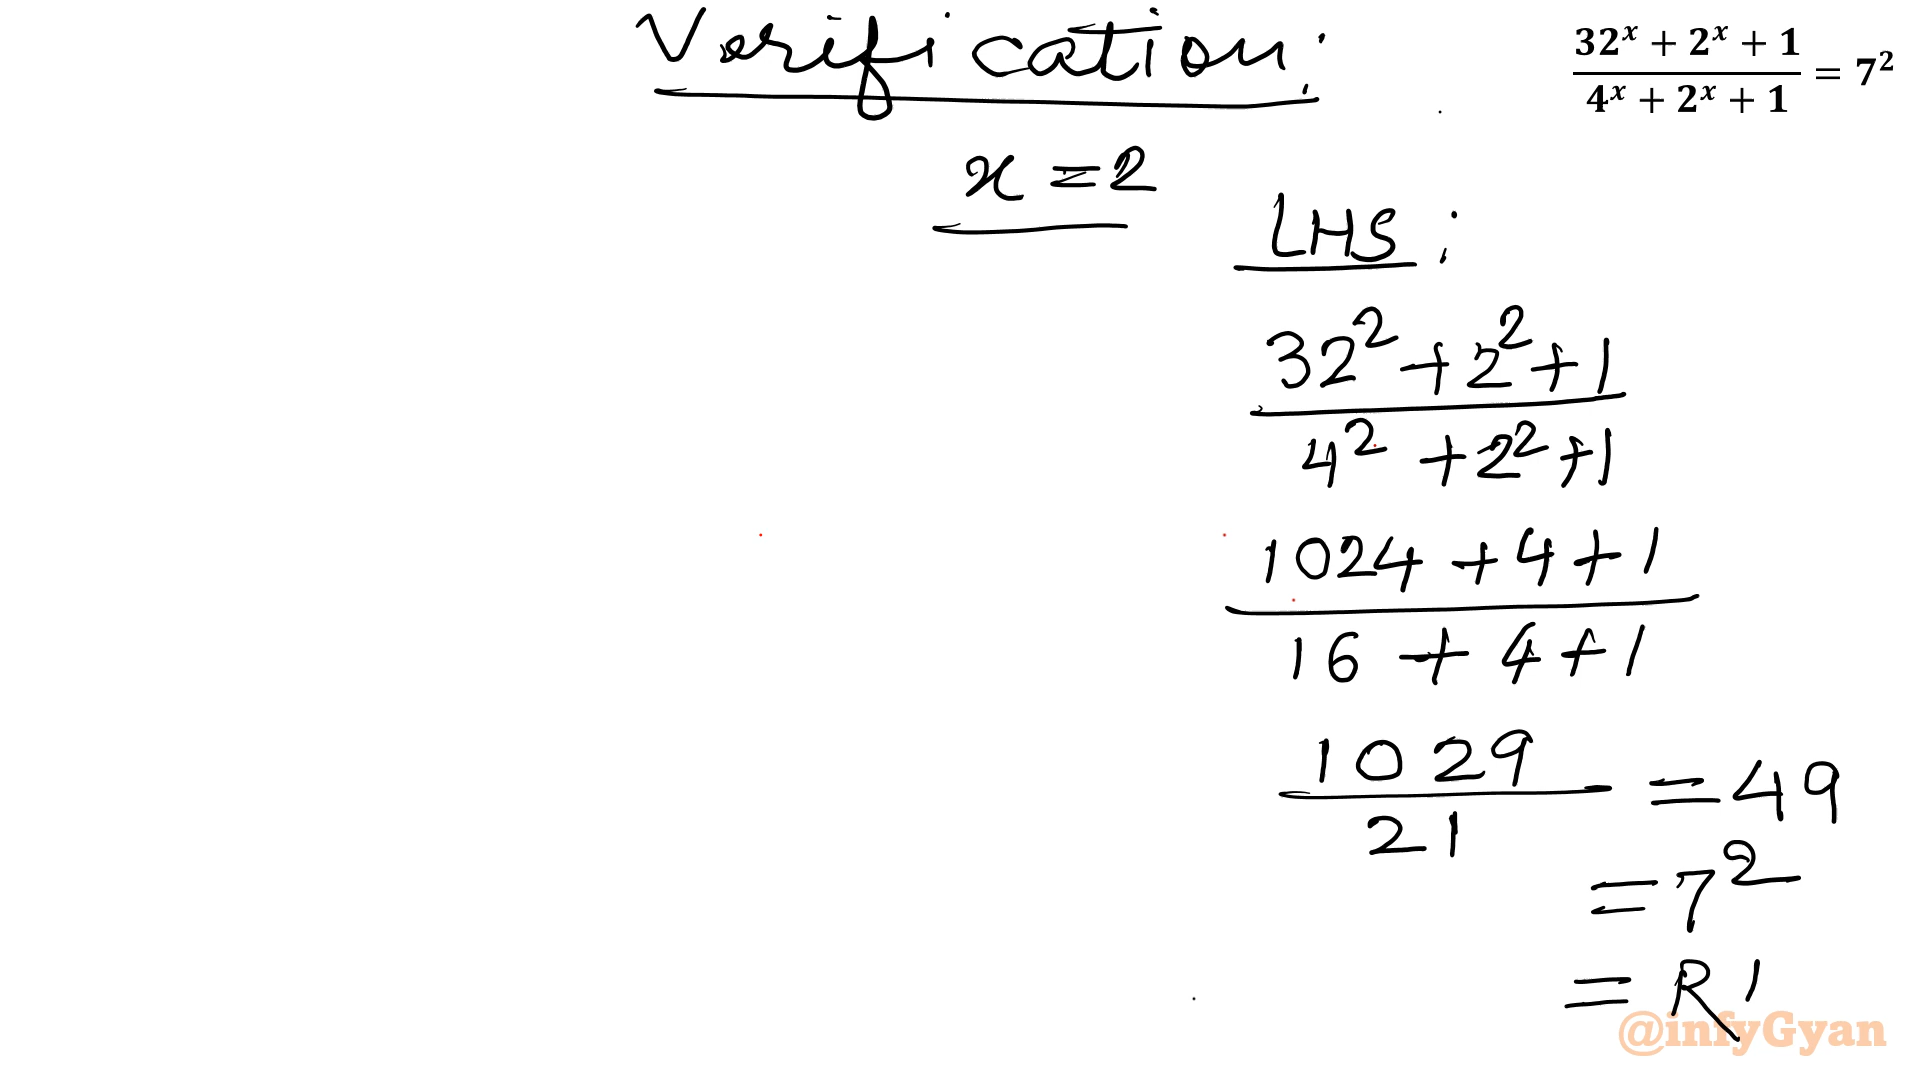 Verification:
32^x + 2^x + 1
———————— = 7^2
4^x + 2^x + 1
x = 2
LHS :
32^2 + 2^2 + 1
————————
4^2 + 2^2 + 1
1024 + 4 + 1
————————
16 + 4 + 1
1029
———— = 49
21
= 7^2
= R
@infyGyan